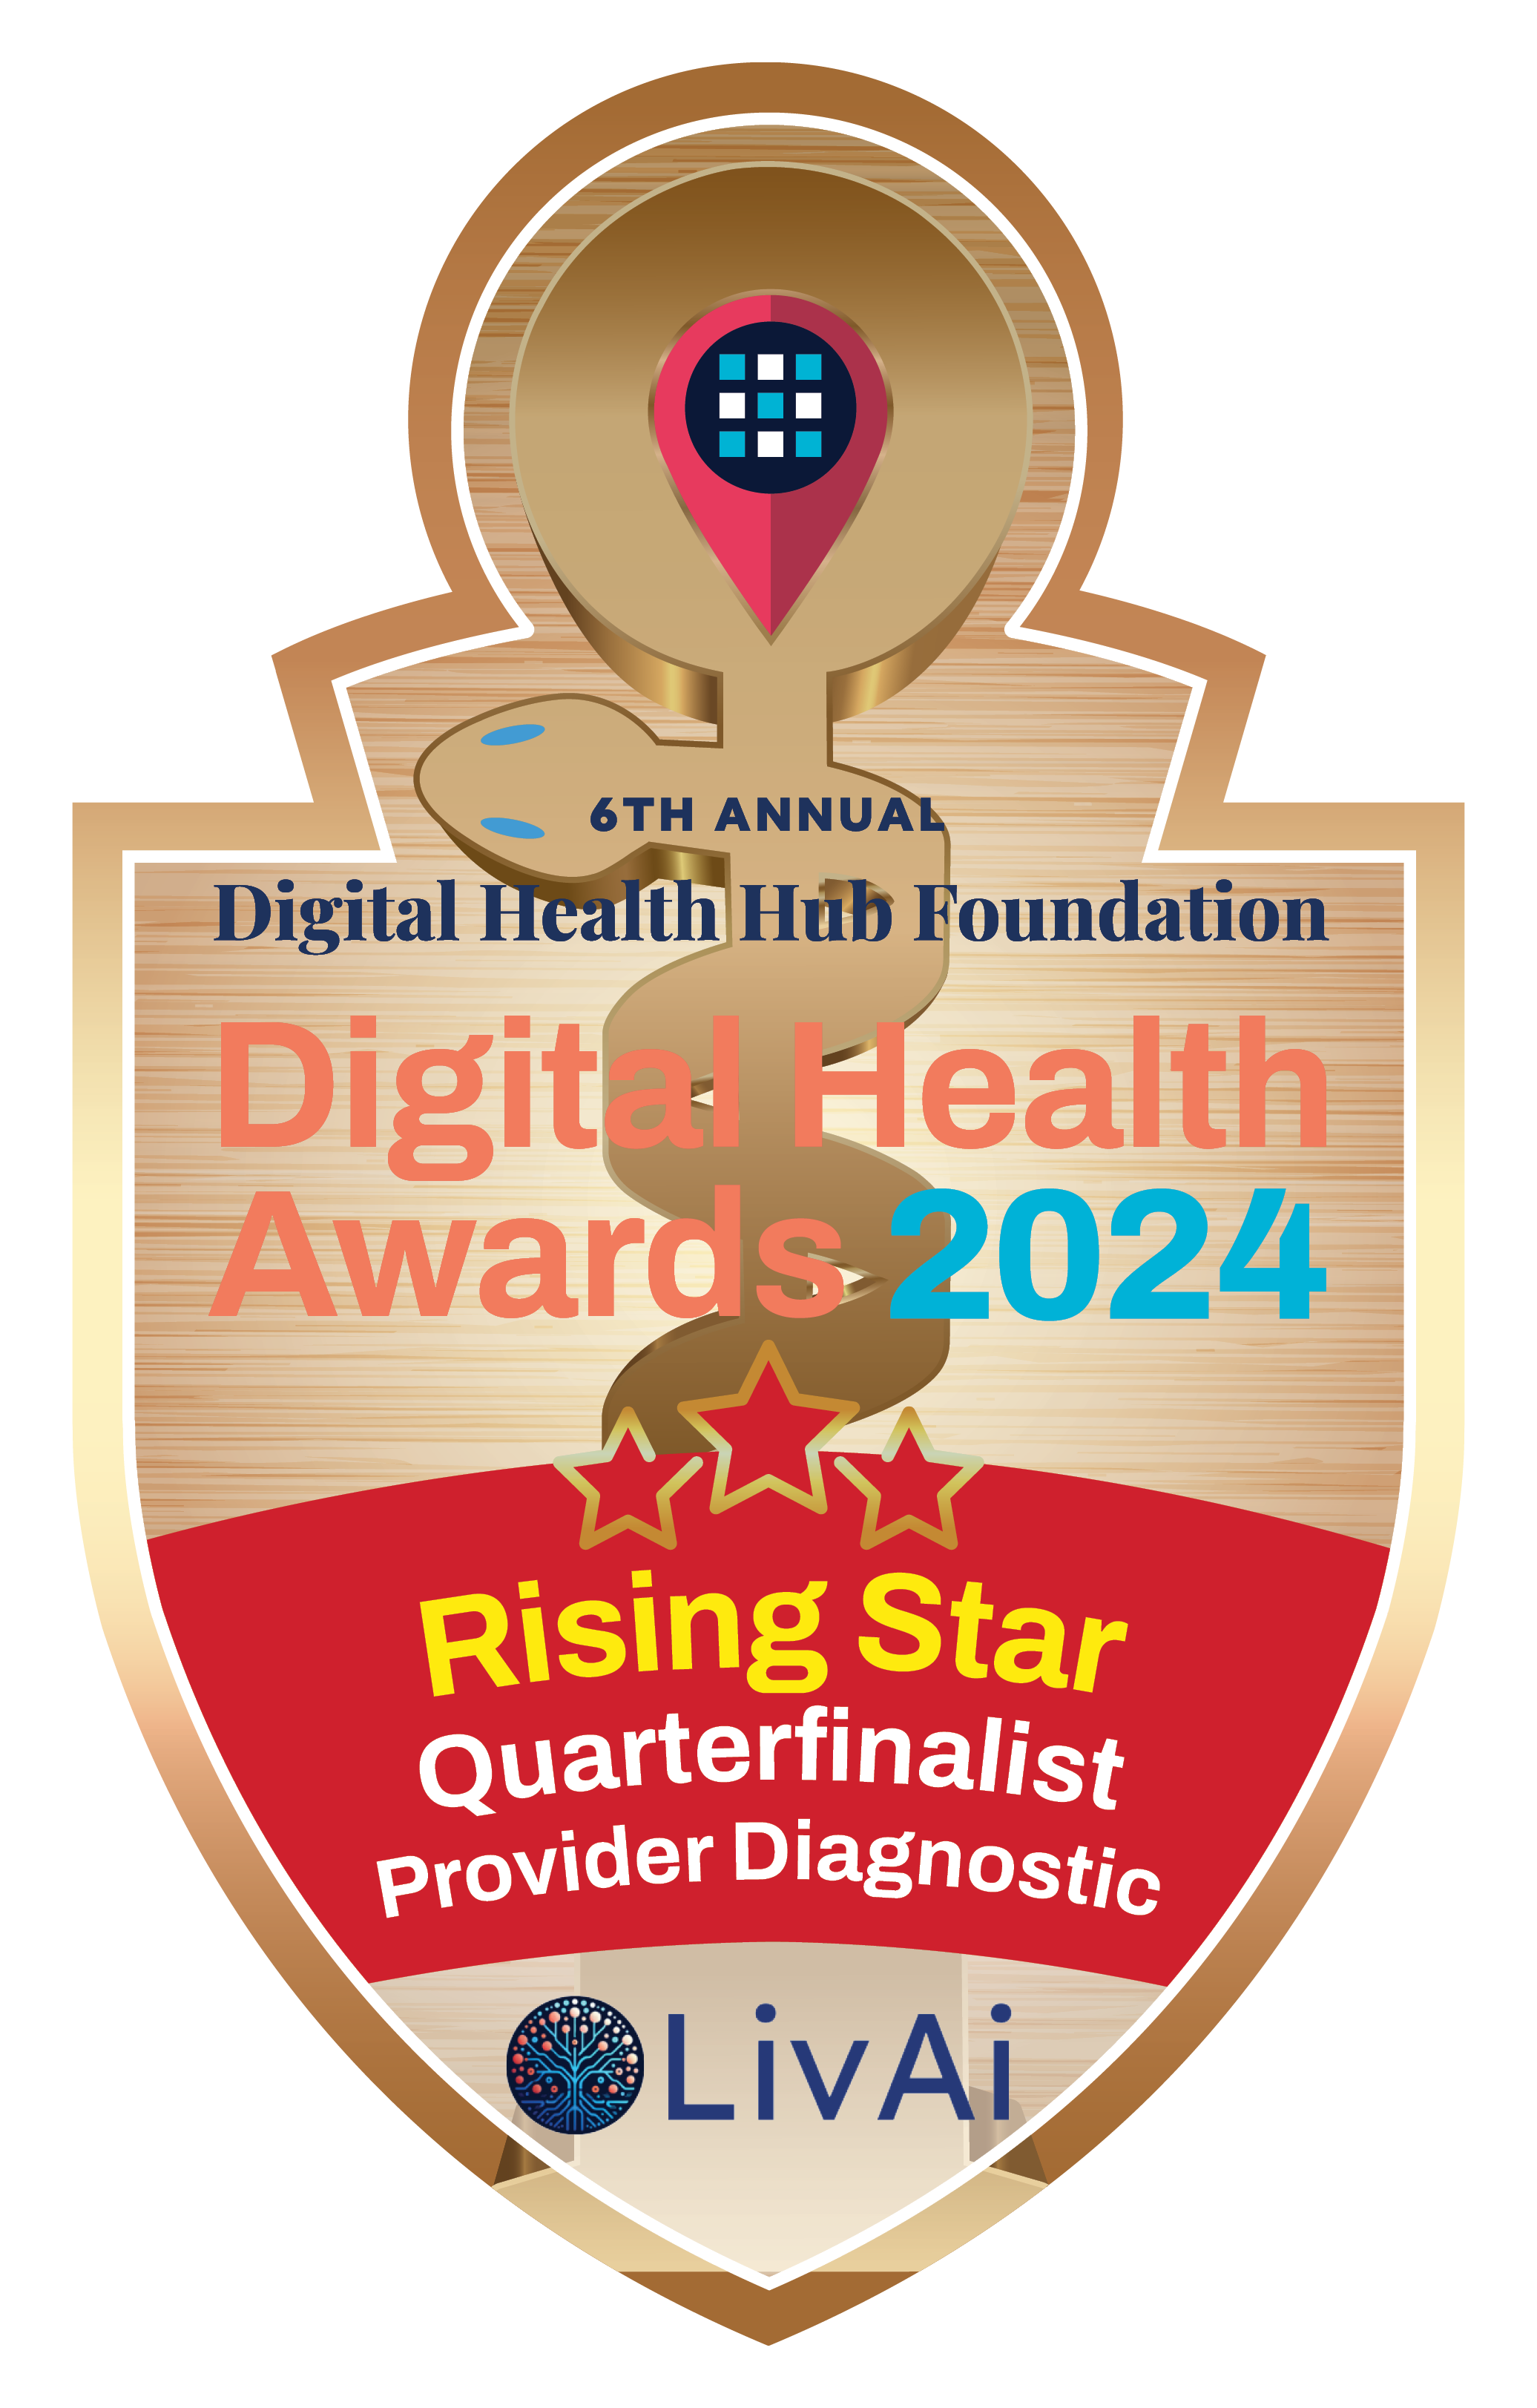 6TH ANNUAL
Digital Health Hub Foundation
Digital Health
Awards 2024
Rising Star
Quarterfinalist
Provider Diagnostic
LivAi